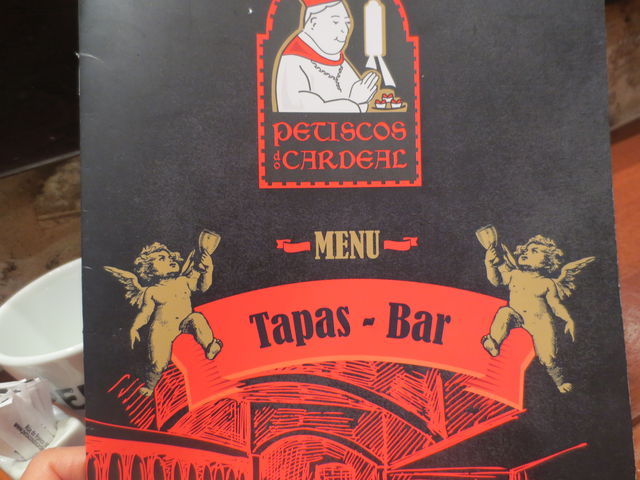 PETISCOS
do CARDEAL
MENU
Tapas - Bar